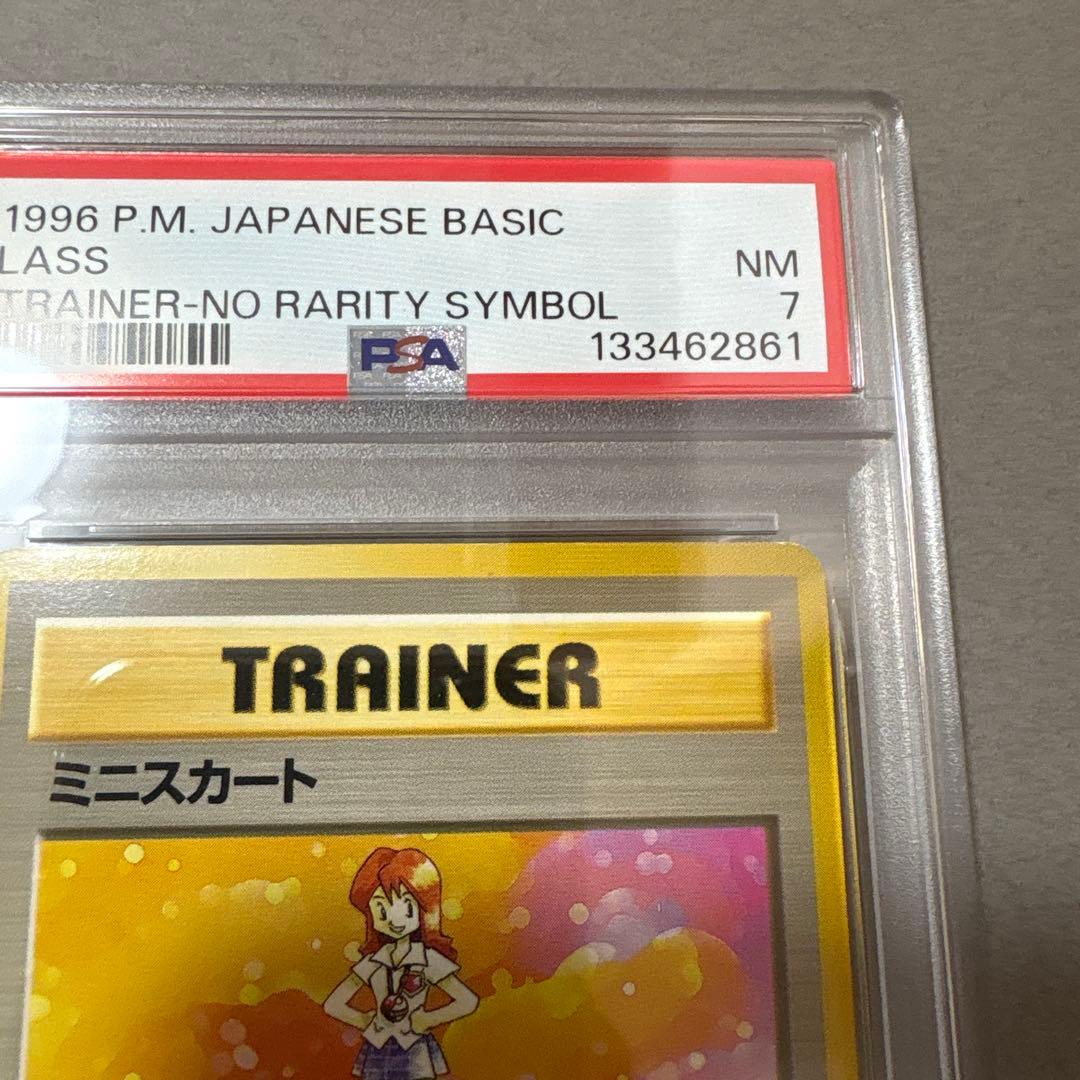 1996 P.M. JAPANESE BASIC
LASS NM
TRAINER-NO RARITY SYMBOL 7
PSA 133462861
TRAINER
ミニスカート